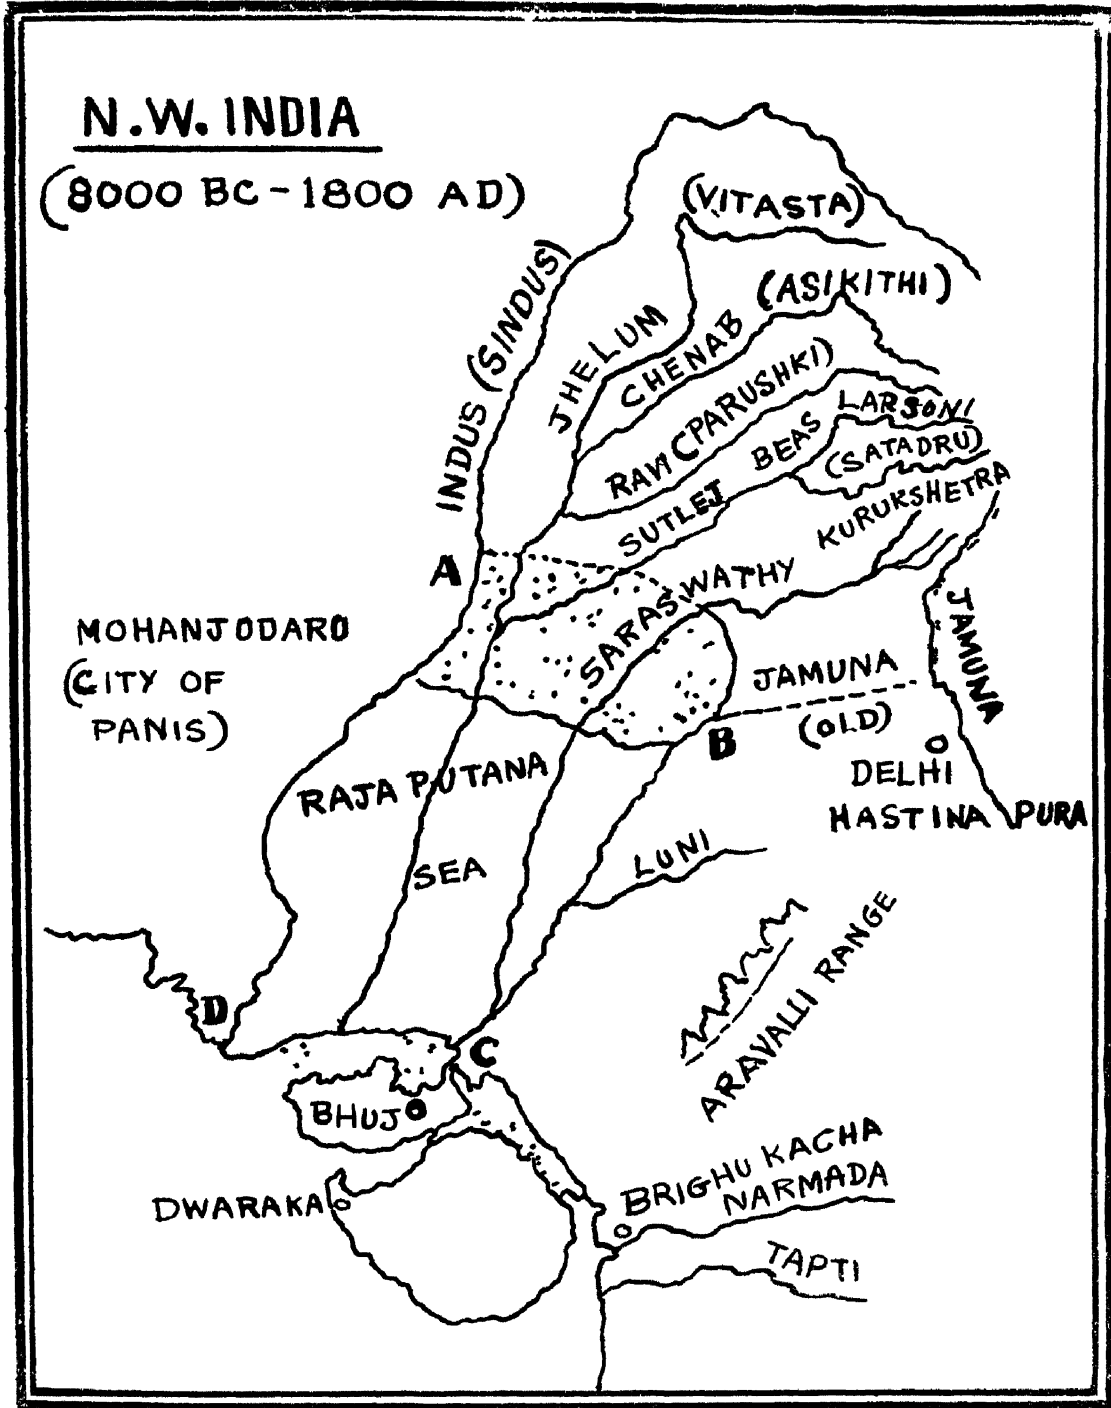 N.W. INDIA
(8000 BC - 1800 AD)
(VITASTA)
INDUS (SINDUS)
JHELUM
CHENAB (ASIKITHI)
RAVI (PARUSHKI)
BEAS
LARSONI
(SATADRU)
SUTLEJ
KURUKSHETRA
A
SARASWATHY
MOHANJODARO
(CITY OF
PANIS)
JAMUNA
JAMUNA
(OLD)
B
DELHI
HASTINA PURA
RAJA PUTANA
SEA
LUNI
ARAVALLI RANGE
D
C
BHUJ
DWARAKA
BRIGHU KACHA
NARMADA
TAPTI